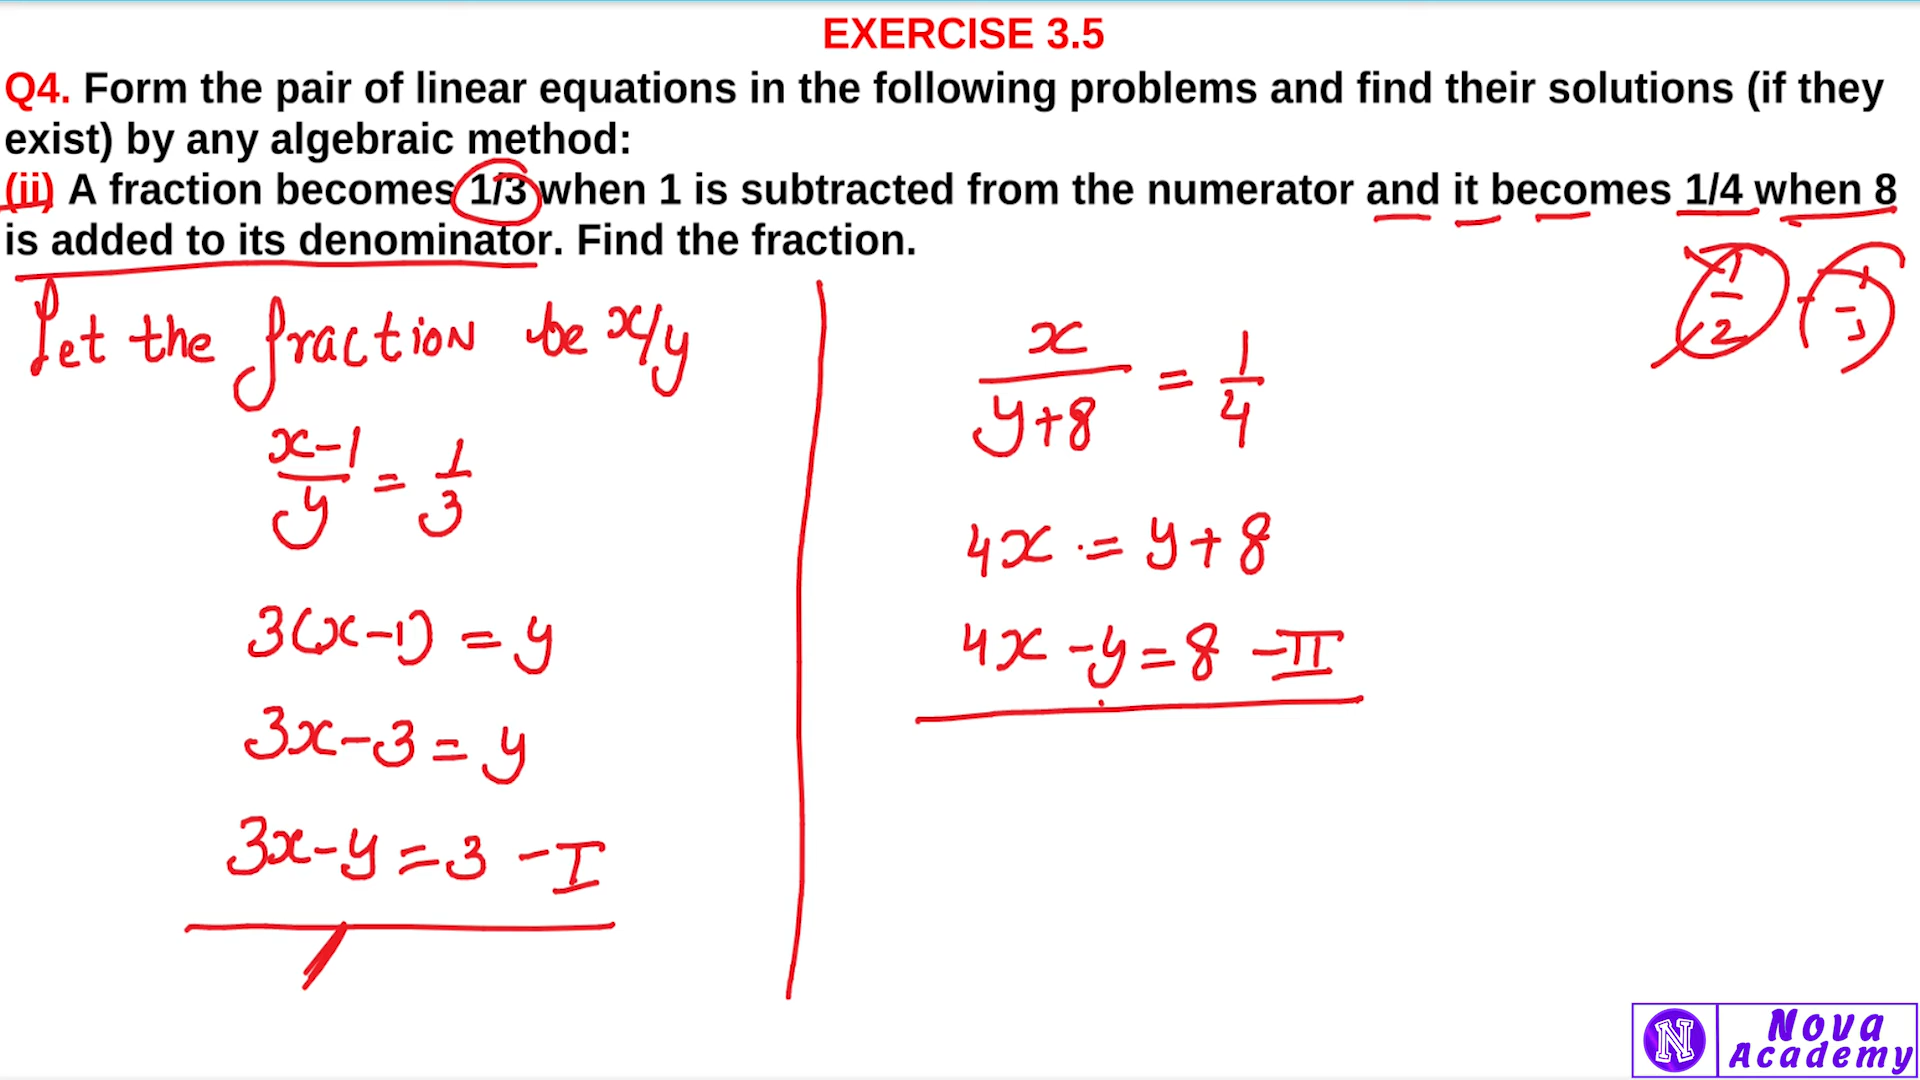 EXERCISE 3.5
Q4. Form the pair of linear equations in the following problems and find their solutions (if they
exist) by any algebraic method:
(ii) A fraction becomes 1/3 when 1 is subtracted from the numerator and it becomes 1/4 when 8
is added to its denominator. Find the fraction.
Let the fraction be x/y
x-1/y = 1/3
3(x-1) = y
3x-3 = y
3x-y = 3 - I
x/y+8 = 1/4
4x = y+8
4x - y = 8 - II
1/2
Nova
Academy